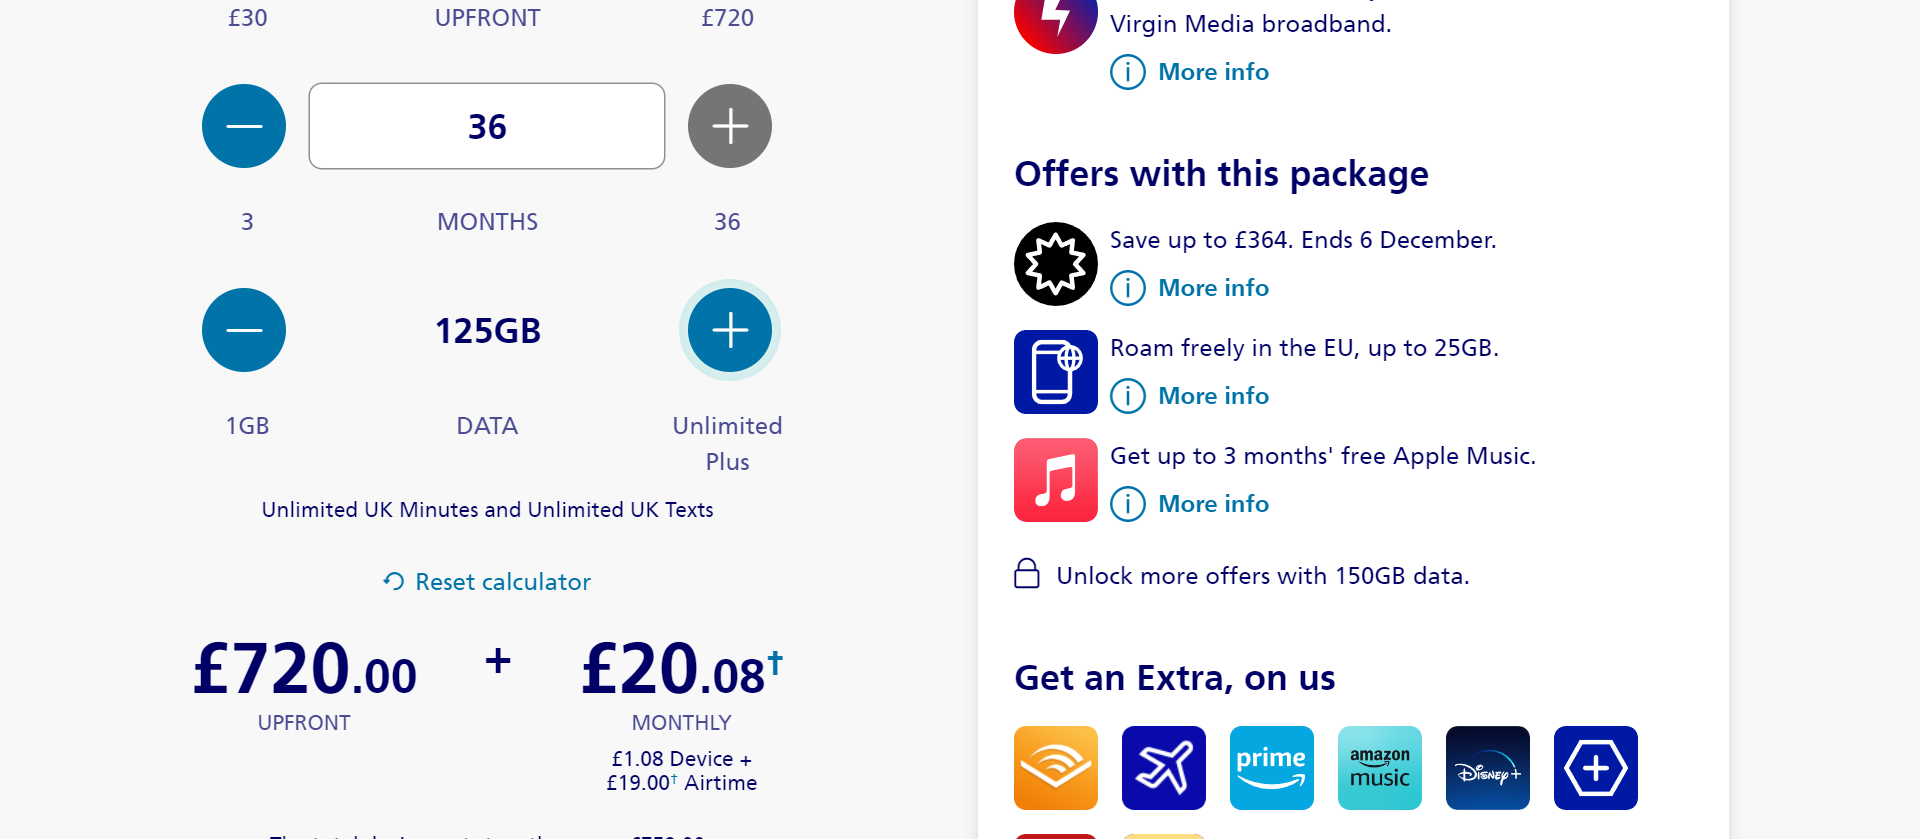 £30 UPFRONT £720
36
3 MONTHS 36
125GB
1GB DATA Unlimited
Plus
Unlimited UK Minutes and Unlimited UK Texts
Reset calculator
£720.00 + £20.08†
UPFRONT MONTHLY
£1.08 Device +
£19.00† Airtime
Virgin Media broadband.
More info
Offers with this package
Save up to £364. Ends 6 December.
More info
Roam freely in the EU, up to 25GB.
More info
Get up to 3 months' free Apple Music.
More info
Unlock more offers with 150GB data.
Get an Extra, on us
prime
amazon
music
Disney+